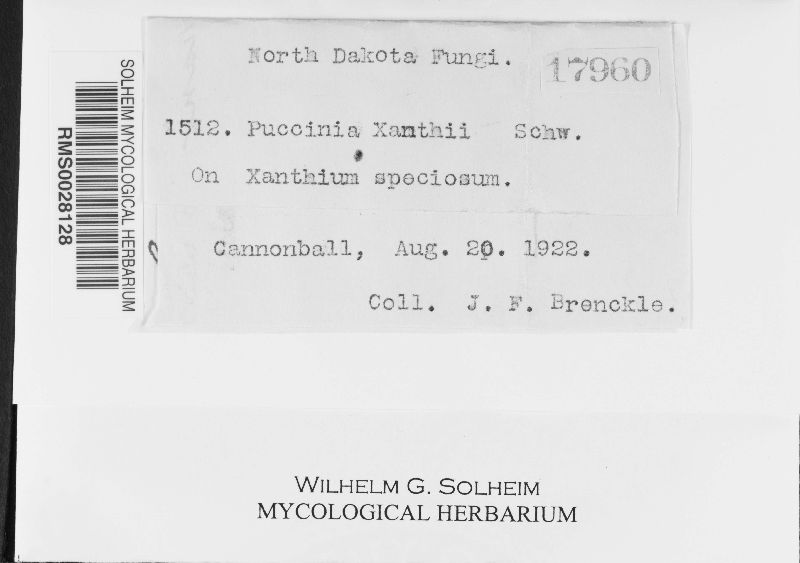 North Dakota Fungi.
17960
1512. Puccinia Xanthii Schw.
On Xanthium speciosum.
Cannonball, Aug. 20. 1922.
Coll. J. F. Brenckle.
SOLHEIM MYCOLOGICAL HERBARIUM
RMS0028128
WILHELM G. SOLHEIM
MYCOLOGICAL HERBARIUM